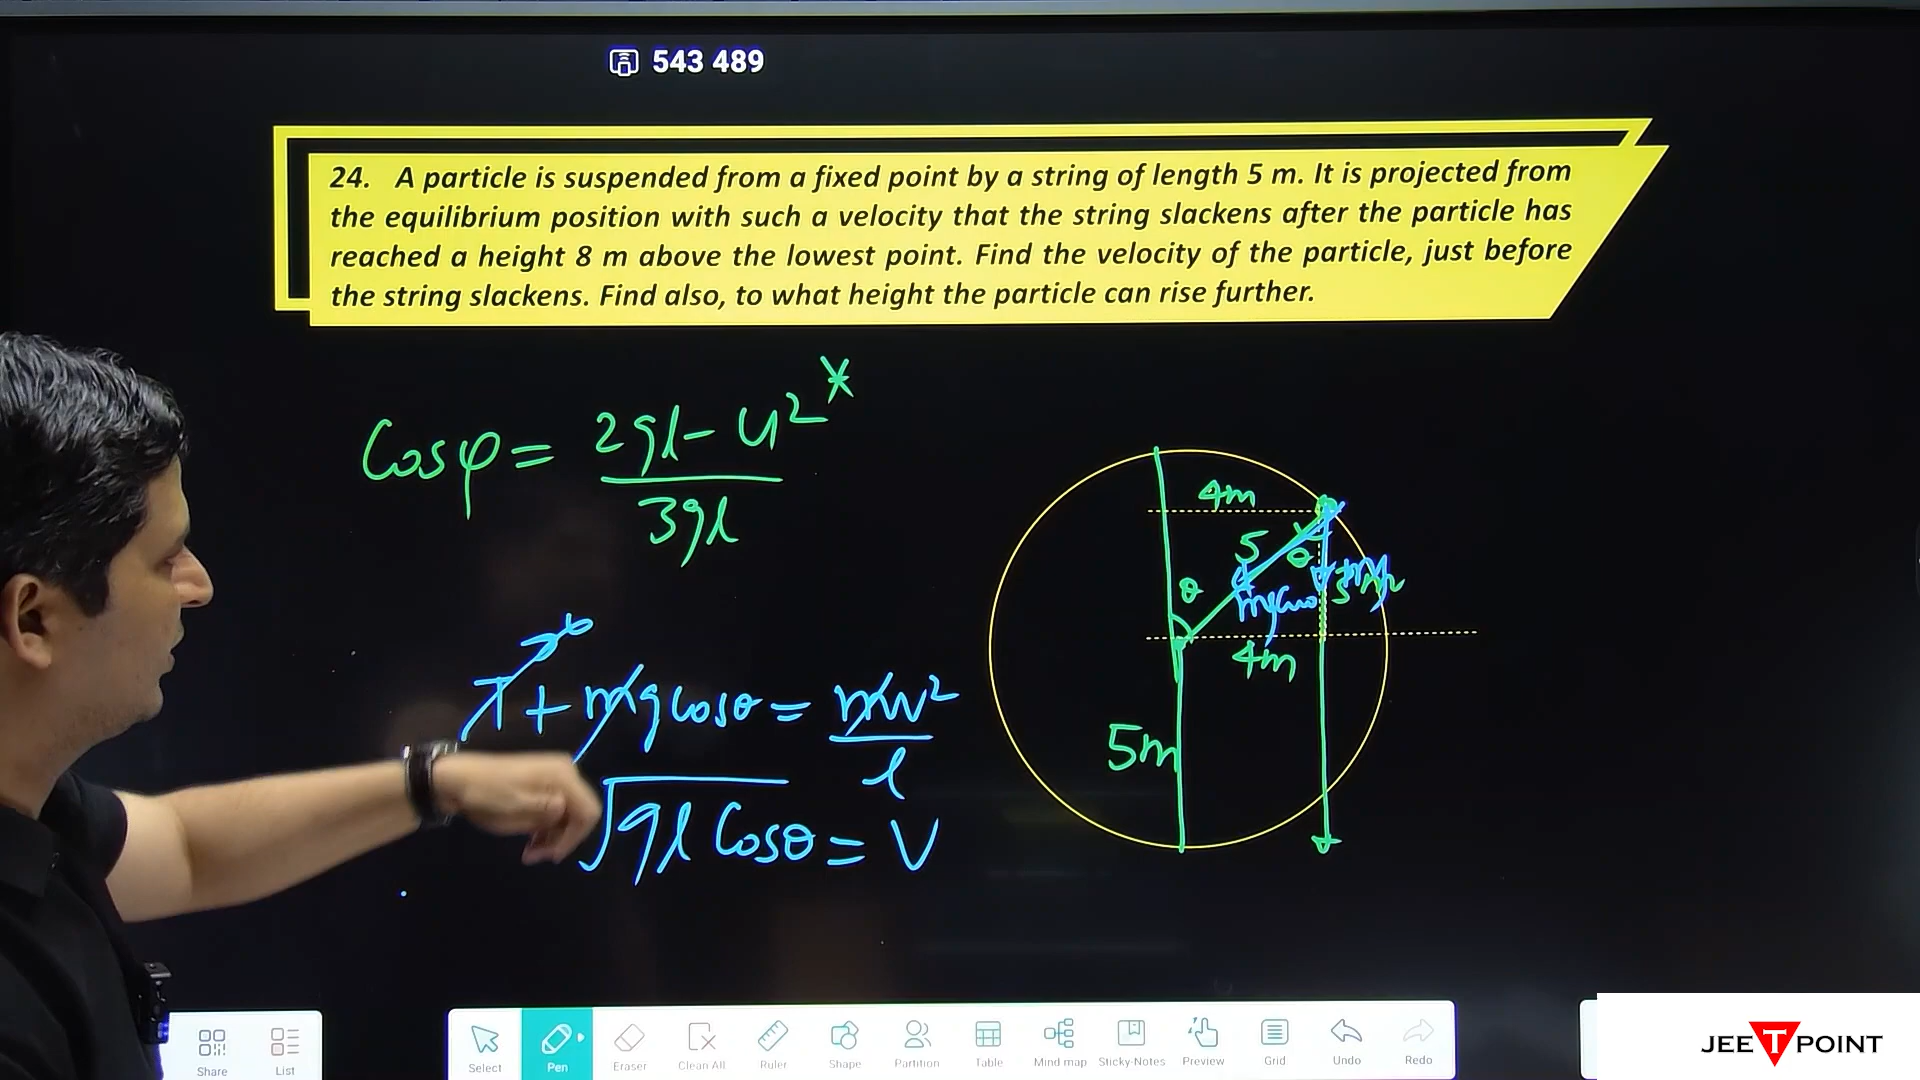 543 489
24. A particle is suspended from a fixed point by a string of length 5 m. It is projected from
the equilibrium position with such a velocity that the string slackens after the particle has
reached a height 8 m above the lowest point. Find the velocity of the particle, just before
the string slackens. Find also, to what height the particle can rise further.
Cosφ = 2gl - u² *
3gl
4m
5
θ
θ
mgcosθ
4m
T + mg cosθ = mv²
l
5m
√gl Cosθ = V
Share
List
Select
Pen
Eraser
Clean All
Ruler
Shape
Partition
Table
Mind map
Sticky-Notes
Preview
Grid
Undo
Redo
JEE T POINT